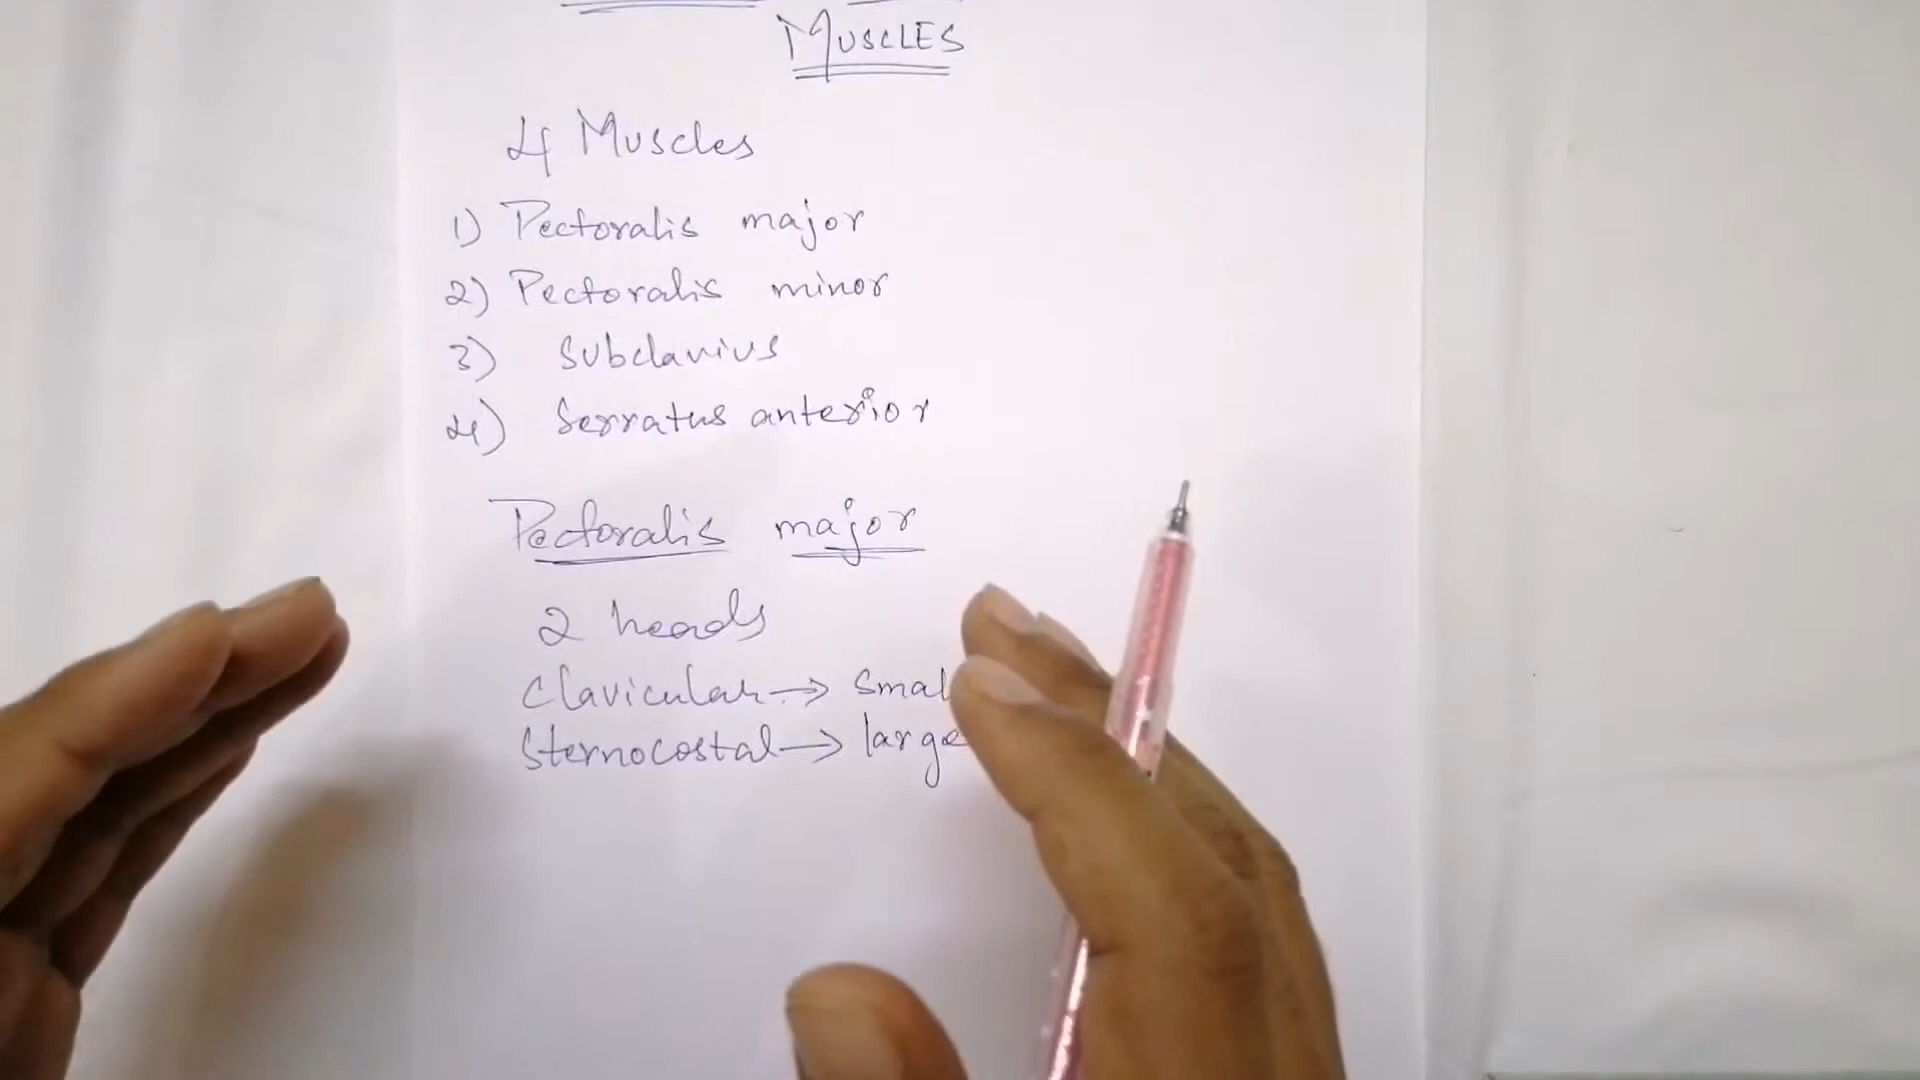 MUSCLES
4 Muscles
1) Pectoralis major
2) Pectoralis minor
3) Subclavius
4) Serratus anterior
Pectoralis major
2 heads
Clavicular → Smal
Sternocostal → large